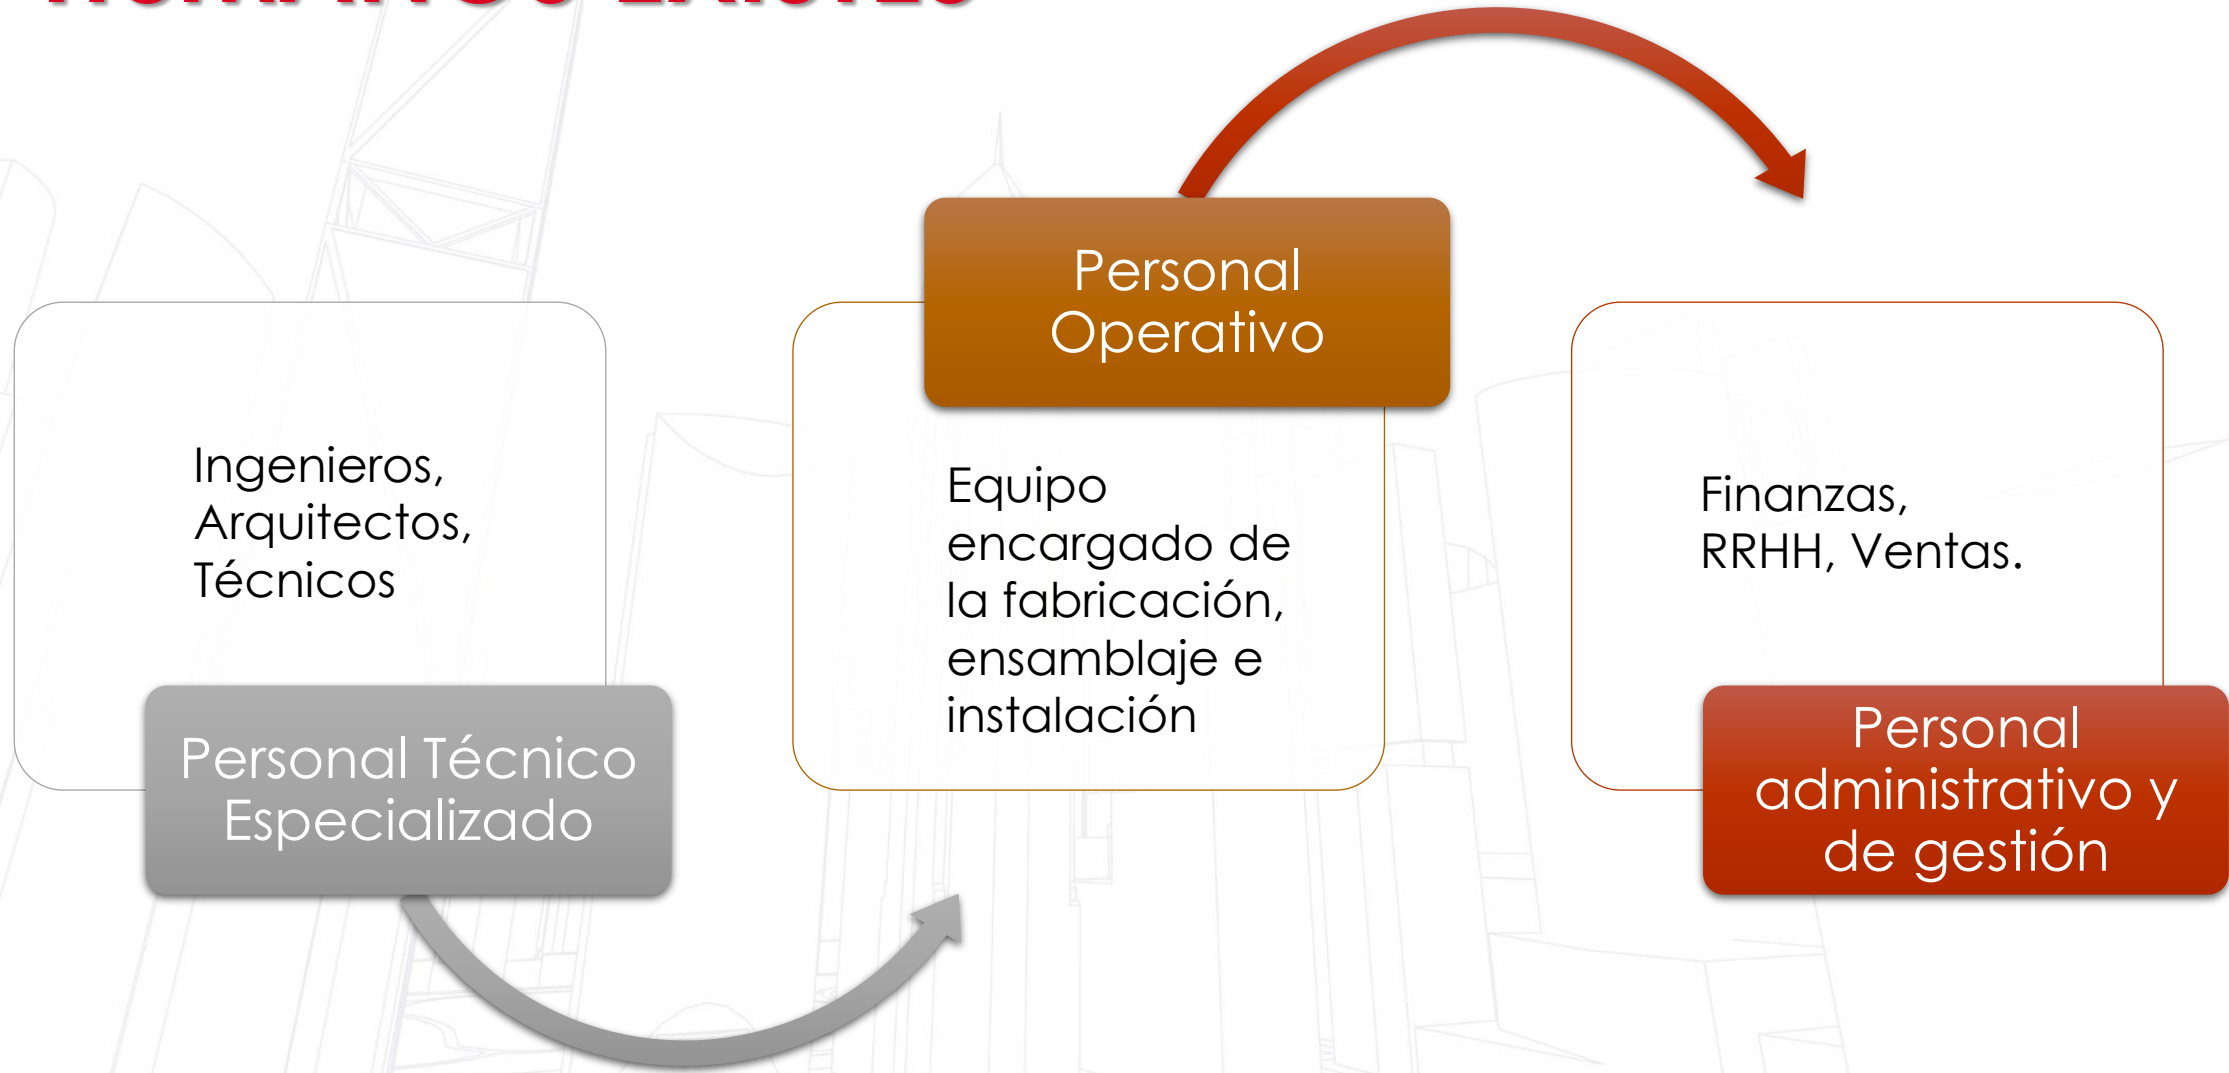 Ingenieros,
Arquitectos,
Técnicos
Personal Técnico
Especializado
Personal
Operativo
Equipo
encargado de
la fabricación,
ensamblaje e
instalación
Finanzas,
RRHH, Ventas.
Personal
administrativo y
de gestión